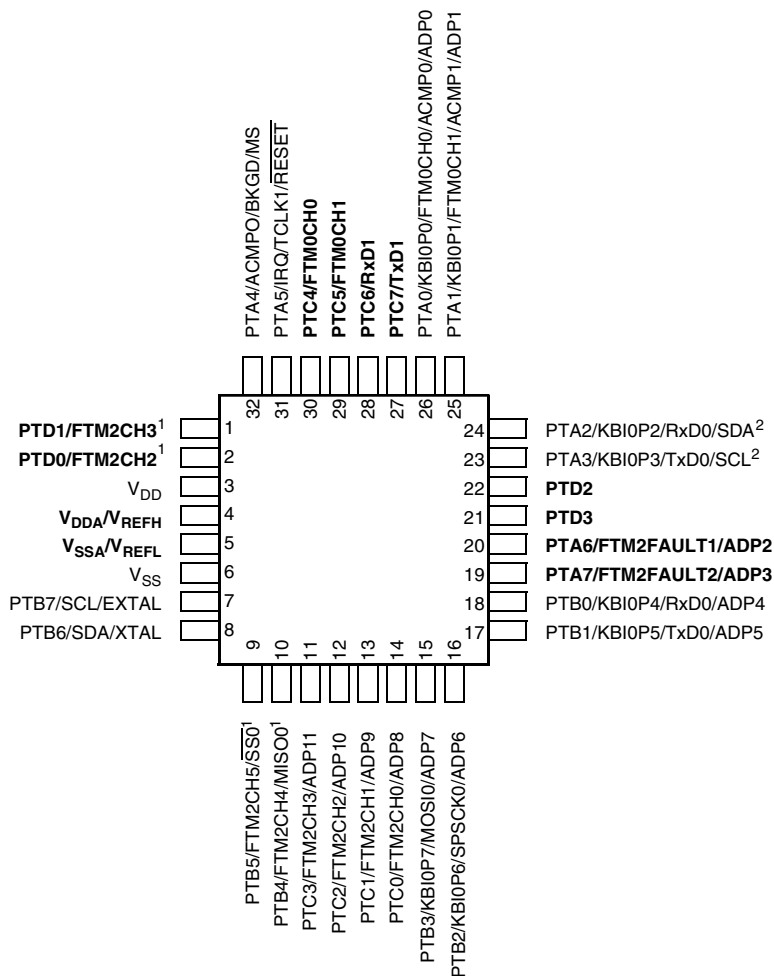 PTA4/ACMPO/BKGD/MS
PTA5/IRQ/TCLK1/RESET
PTC4/FTM0CH0
PTC5/FTM0CH1
PTC6/RxD1
PTC7/TxD1
PTA0/KBI0P0/FTM0CH0/ACMP0/ADP0
PTA1/KBI0P1/FTM0CH1/ACMP1/ADP1
32
31
30
29
28
27
26
25
PTD1/FTM2CH3¹ 1
PTD0/FTM2CH2¹ 2
VDD 3
VDDA/VREFH 4
VSSA/VREFL 5
VSS 6
PTB7/SCL/EXTAL 7
PTB6/SDA/XTAL 8
24 PTA2/KBI0P2/RxD0/SDA²
23 PTA3/KBI0P3/TxD0/SCL²
22 PTD2
21 PTD3
20 PTA6/FTM2FAULT1/ADP2
19 PTA7/FTM2FAULT2/ADP3
18 PTB0/KBI0P4/RxD0/ADP4
17 PTB1/KBI0P5/TxD0/ADP5
9
10
11
12
13
14
15
16
PTB5/FTM2CH5/SS0¹
PTB4/FTM2CH4/MISO0¹
PTC3/FTM2CH3/ADP11
PTC2/FTM2CH2/ADP10
PTC1/FTM2CH1/ADP9
PTC0/FTM2CH0/ADP8
PTB3/KBI0P7/MOSI0/ADP7
PTB2/KBI0P6/SPSCK0/ADP6